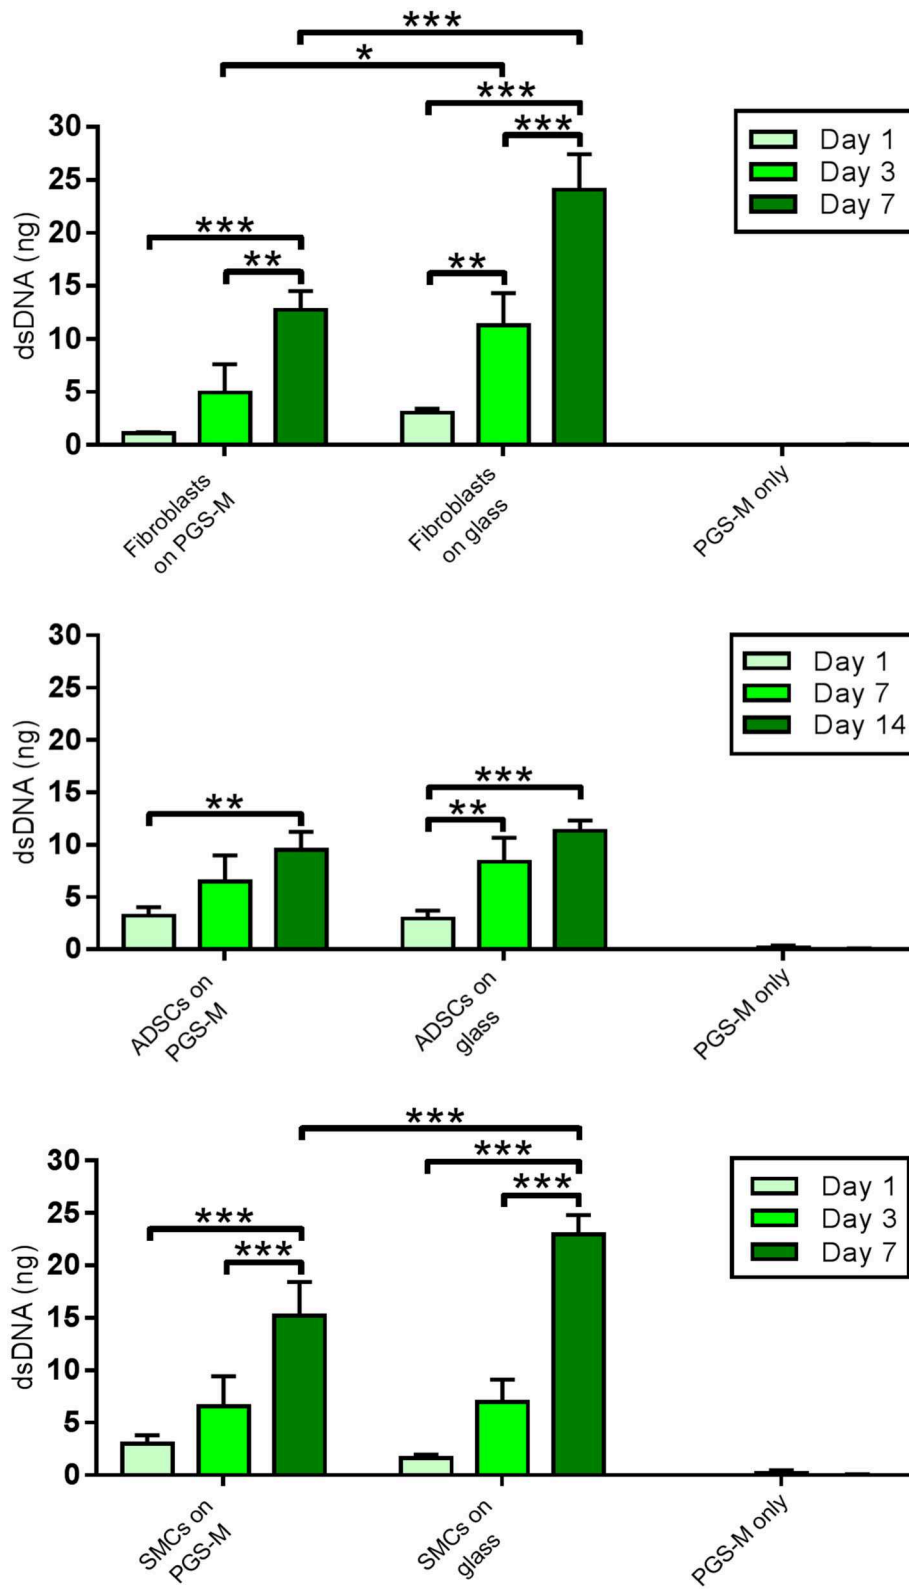 ***
*
***
***
30
25
20
15
10
5
0
dsDNA (ng)
***
**
**
Day 1
Day 3
Day 7
Fibroblasts
on PGS-M
Fibroblasts
on glass
PGS-M only
30
25
20
15
10
5
0
dsDNA (ng)
**
***
**
Day 1
Day 7
Day 14
ADSCs on
PGS-M
ADSCs on
glass
PGS-M only
***
***
***
30
25
20
15
10
5
0
dsDNA (ng)
***
***
Day 1
Day 3
Day 7
SMCs on
PGS-M
SMCs on
glass
PGS-M only